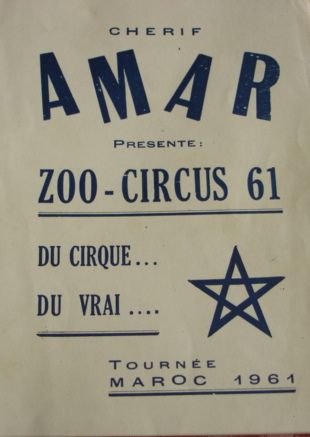 CHERIF
AMAR
PRESENTE:
ZOO-CIRCUS 61
DU CIRQUE...
DU VRAI ....
TOURNÉE
MAROC 1961